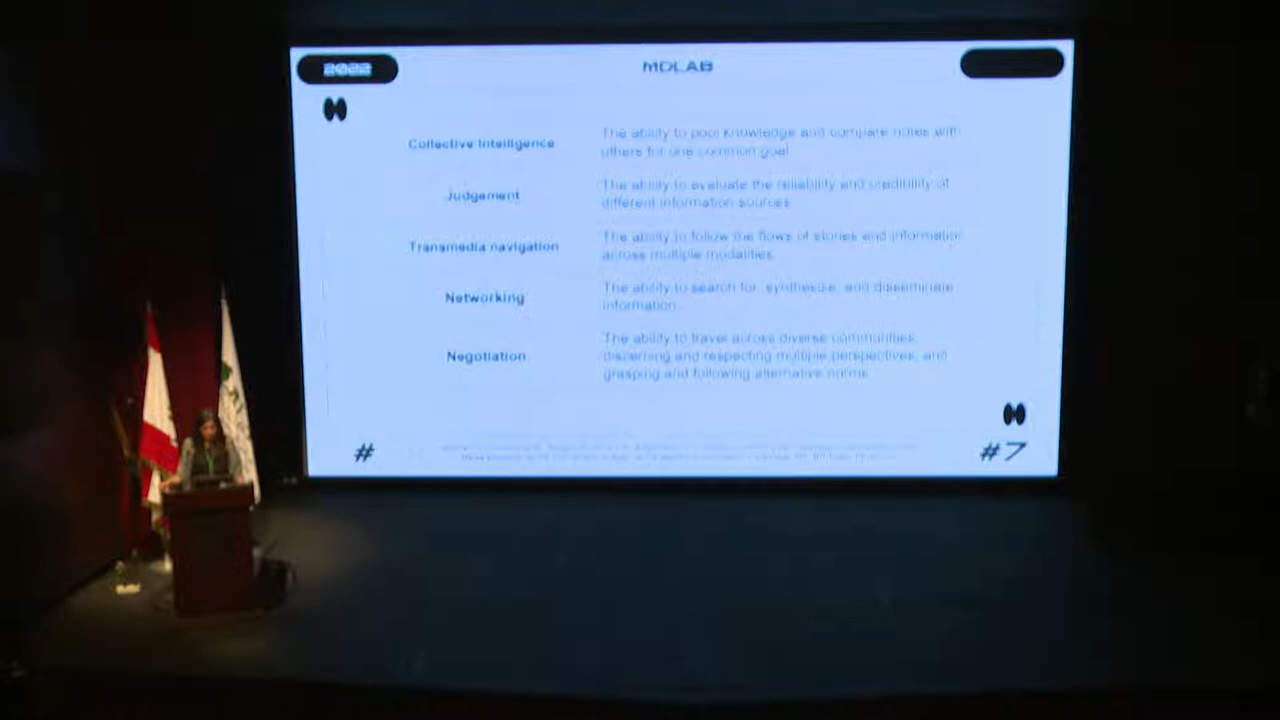 2022
MDLAB
Collective Intelligence
The ability to pool knowledge and compare notes with
others for one common goal
Judgement
The ability to evaluate the reliability and credibility of
different information sources
Transmedia navigation
The ability to follow the flows of stories and information
across multiple modalities
Networking
The ability to search for, synthesize, and disseminate
information
Negotiation
The ability to travel across diverse communities,
discerning and respecting multiple perspectives, and
grasping and following alternative norms
#
#7